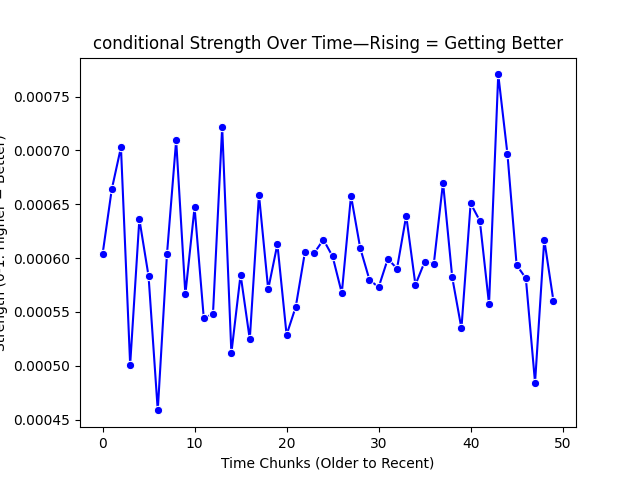 conditional Strength Over Time—Rising = Getting Better
Strength (0-1: Higher = Better)
0.00075
0.00070
0.00065
0.00060
0.00055
0.00050
0.00045
0 10 20 30 40 50
Time Chunks (Older to Recent)